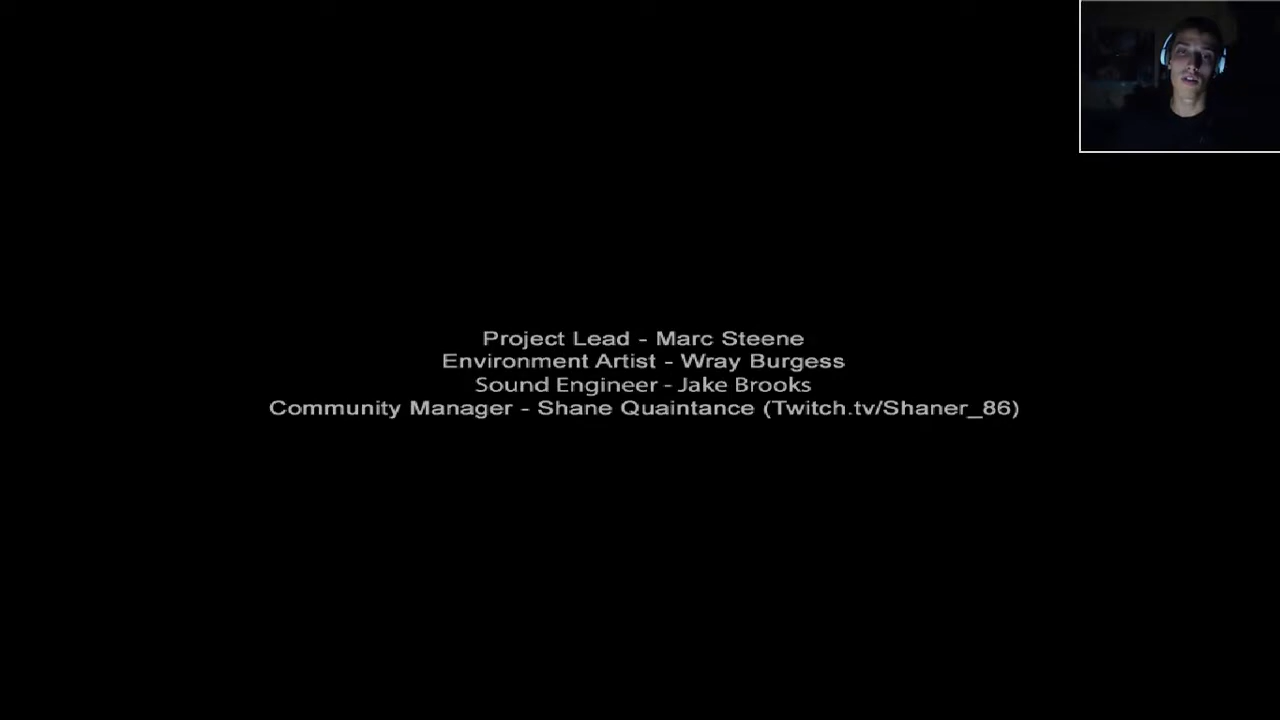 Project Lead - Marc Steene
Environment Artist - Wray Burgess
Sound Engineer - Jake Brooks
Community Manager - Shane Quaintance (Twitch.tv/Shaner_86)